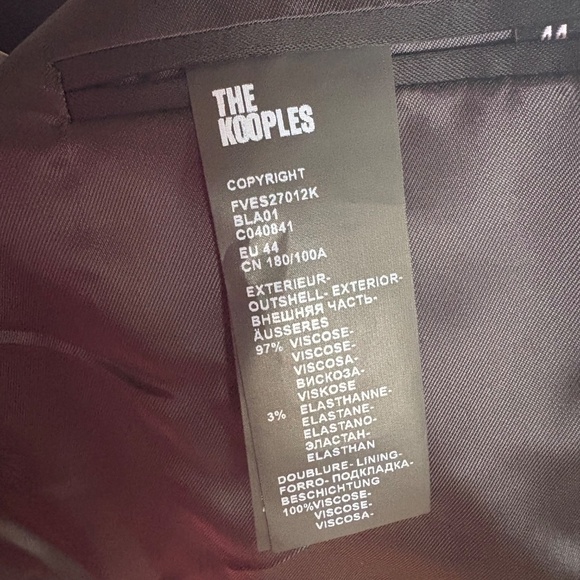 44
THE
KOOPLES
COPYRIGHT
FVES27012K
BLA01
C040841
EU 44
CN 180/100A
EXTERIEUR-
OUTSHELL- EXTERIOR-
ВНЕШНЯЯ ЧАСТЬ-
ÄUSSERES
97% VISCOSE-
VISCOSE-
VISCOSA-
ВИСКОЗА-
VISKOSE
3% ELASTHANNE-
ELASTANE-
ELASTANO-
ЭЛАСТАН-
ELASTHAN
DOUBLURE- LINING-
FORRO- ПОДКЛАДКА-
BESCHICHTUNG
100%VISCOSE-
VISCOSE-
VISCOSA-